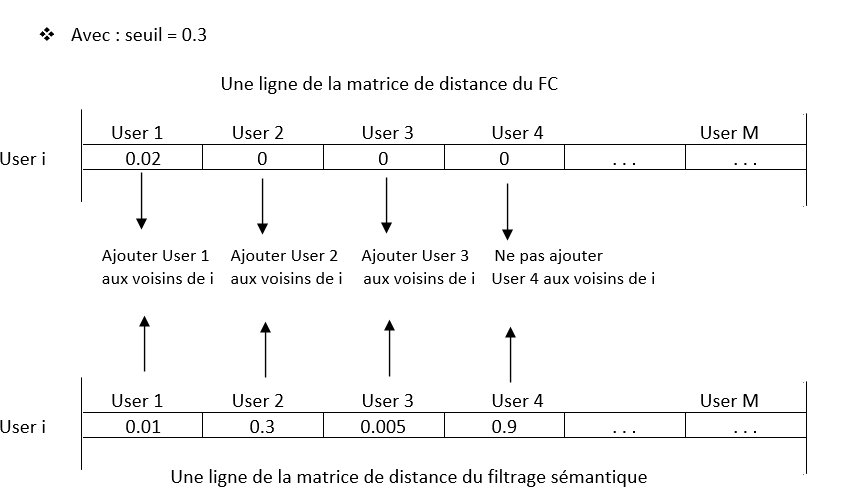 ❖ Avec : seuil = 0.3
Une ligne de la matrice de distance du FC
User 1 User 2 User 3 User 4 User M
User i 0.02 0 0 0 ... ...
Ajouter User 1 Ajouter User 2 Ajouter User 3 Ne pas ajouter
aux voisins de i aux voisins de i aux voisins de i User 4 aux voisins de i
User 1 User 2 User 3 User 4 User M
User i 0.01 0.3 0.005 0.9 ... ...
Une ligne de la matrice de distance du filtrage sémantique